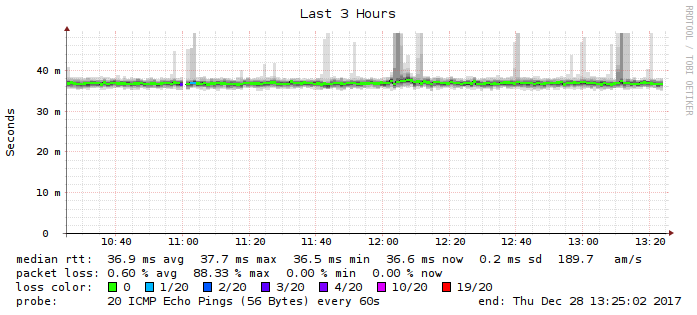 Last 3 Hours
RRDTOOL / TOBI OETIKER
Seconds
40 m
30 m
20 m
10 m
0
10:40 11:00 11:20 11:40 12:00 12:20 12:40 13:00 13:20
median rtt: 36.9 ms avg 37.7 ms max 36.5 ms min 36.6 ms now 0.2 ms sd 189.7 am/s
packet loss: 0.60 % avg 88.33 % max 0.00 % min 0.00 % now
loss color: 0 1/20 2/20 3/20 4/20 10/20 19/20
probe: 20 ICMP Echo Pings (56 Bytes) every 60s end: Thu Dec 28 13:25:02 2017